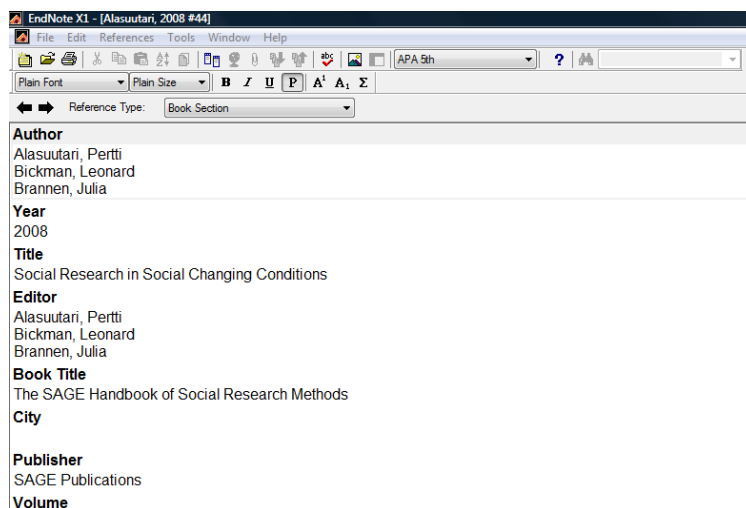 EndNote X1 - [Alasuutari, 2008 #44]
File Edit References Tools Window Help
APA 5th
Plain Font Plain Size B I U P A¹ A₁ Σ
Reference Type: Book Section
Author
Alasuutari, Pertti
Bickman, Leonard
Brannen, Julia
Year
2008
Title
Social Research in Social Changing Conditions
Editor
Alasuutari, Pertti
Bickman, Leonard
Brannen, Julia
Book Title
The SAGE Handbook of Social Research Methods
City
Publisher
SAGE Publications
Volume